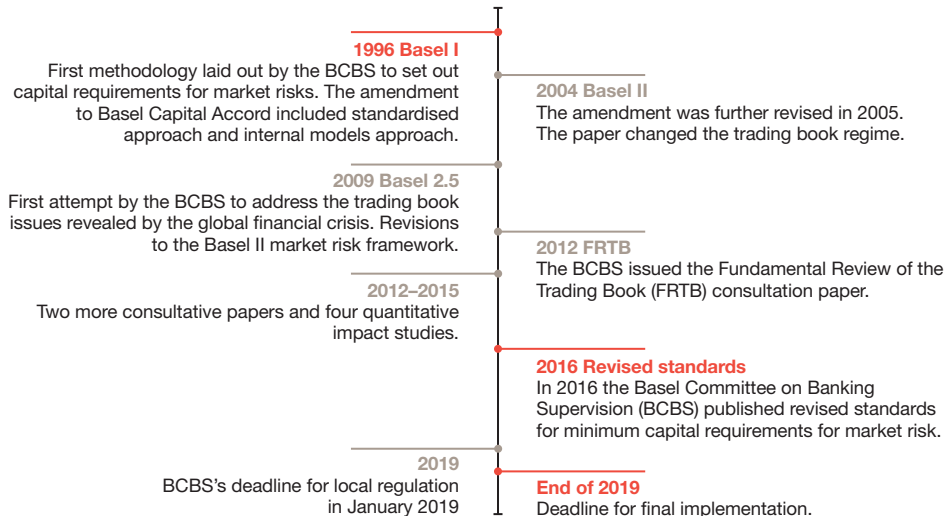 1996 Basel I
First methodology laid out by the BCBS to set out
capital requirements for market risks. The amendment
to Basel Capital Accord included standardised
approach and internal models approach.
2004 Basel II
The amendment was further revised in 2005.
The paper changed the trading book regime.
2009 Basel 2.5
First attempt by the BCBS to address the trading book
issues revealed by the global financial crisis. Revisions
to the Basel II market risk framework.
2012 FRTB
The BCBS issued the Fundamental Review of the
Trading Book (FRTB) consultation paper.
2012–2015
Two more consultative papers and four quantitative
impact studies.
2016 Revised standards
In 2016 the Basel Committee on Banking
Supervision (BCBS) published revised standards
for minimum capital requirements for market risk.
2019
BCBS's deadline for local regulation
in January 2019
End of 2019
Deadline for final implementation.